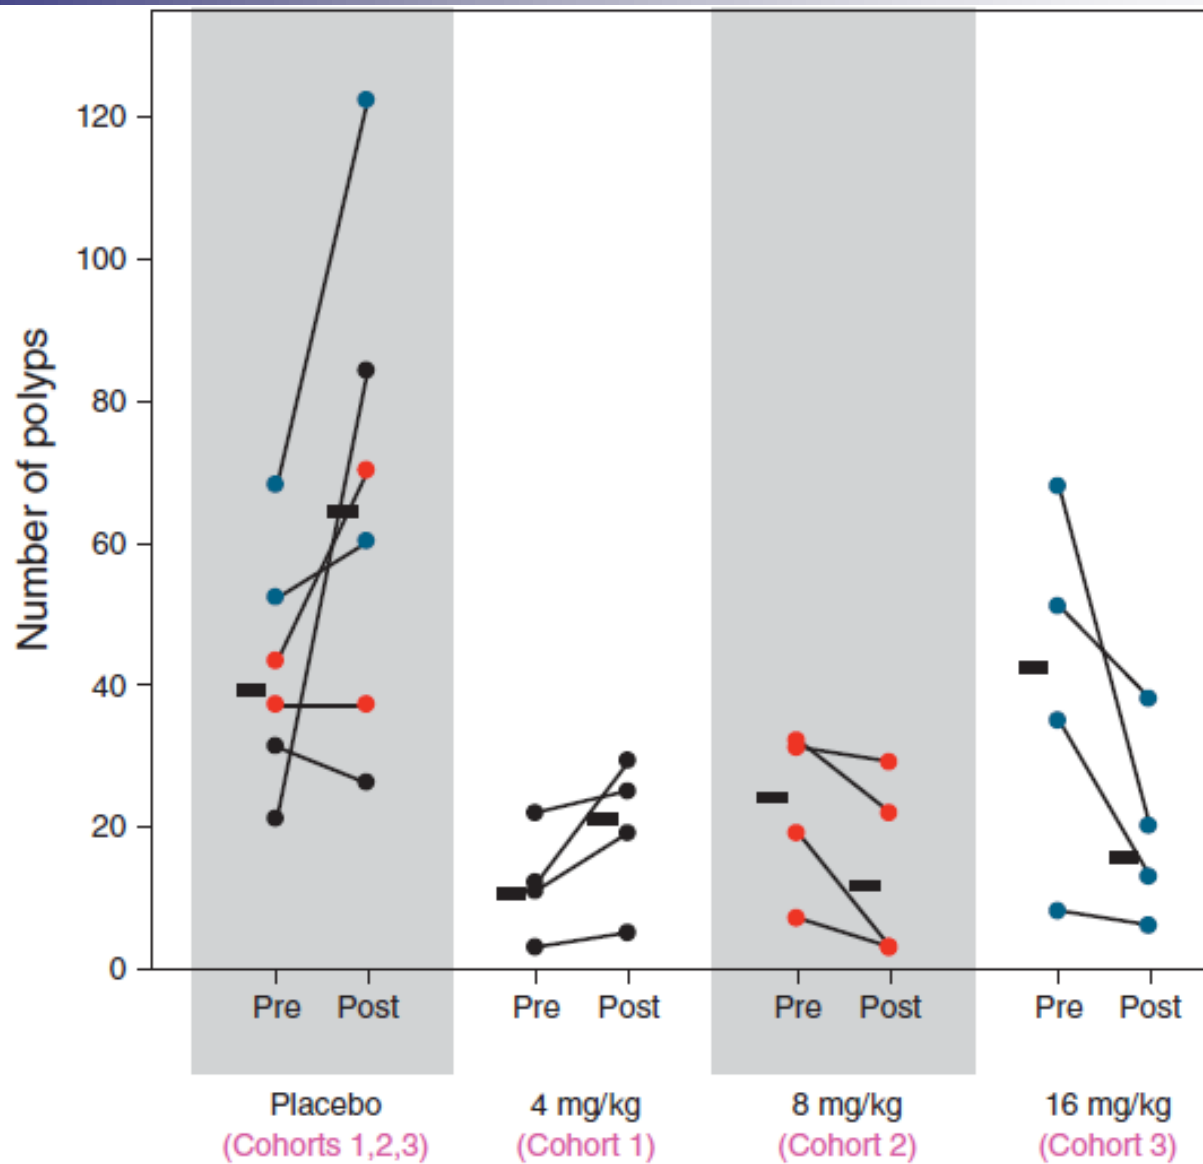 Number of polyps
120
100
80
60
40
20
0
Pre Post Pre Post Pre Post Pre Post
Placebo 4 mg/kg 8 mg/kg 16 mg/kg
(Cohorts 1,2,3) (Cohort 1) (Cohort 2) (Cohort 3)